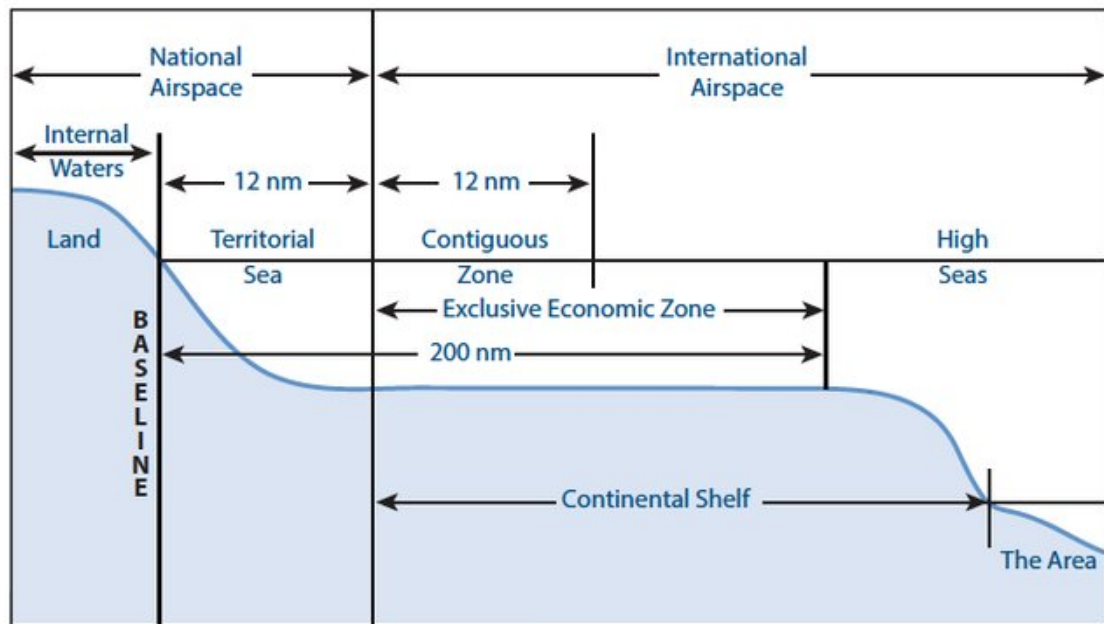 National
Airspace
International
Airspace
Internal
Waters
12 nm
12 nm
Land
Territorial
Sea
Contiguous
Zone
High
Seas
Exclusive Economic Zone
200 nm
BASELINE
Continental Shelf
The Area